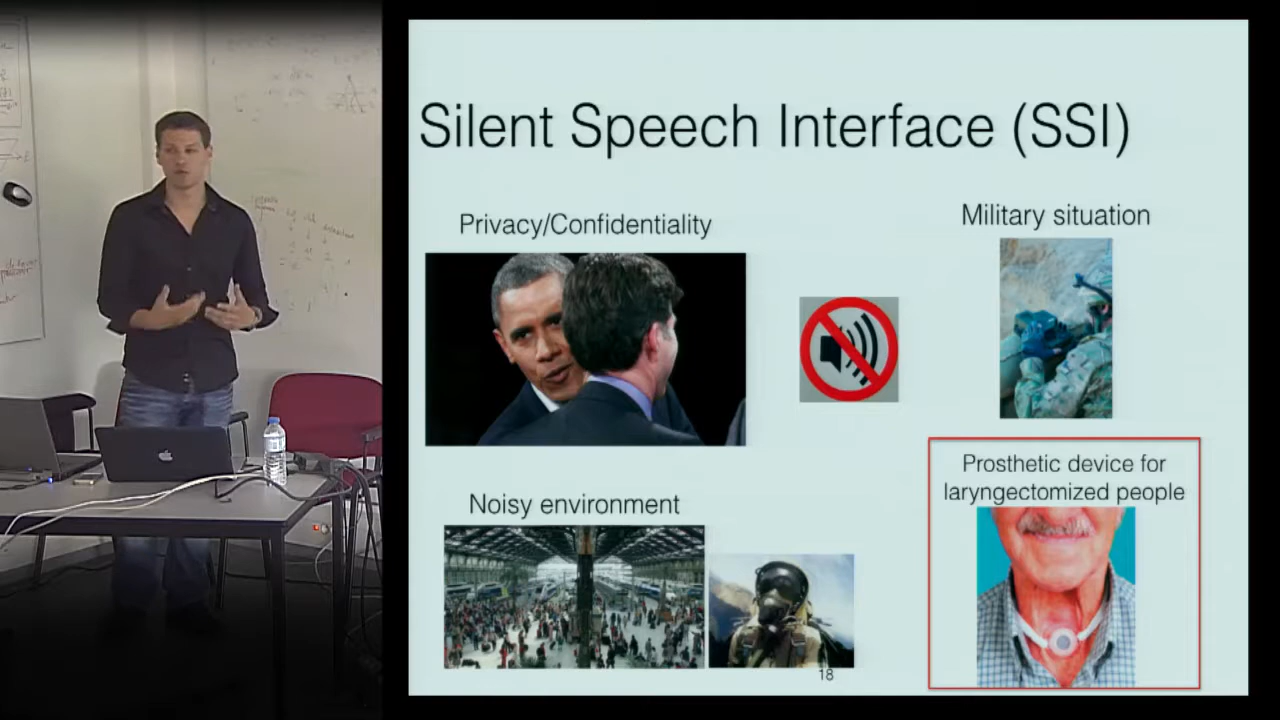 Silent Speech Interface (SSI)
Privacy/Confidentiality
Military situation
Prosthetic device for
laryngectomized people
Noisy environment
18